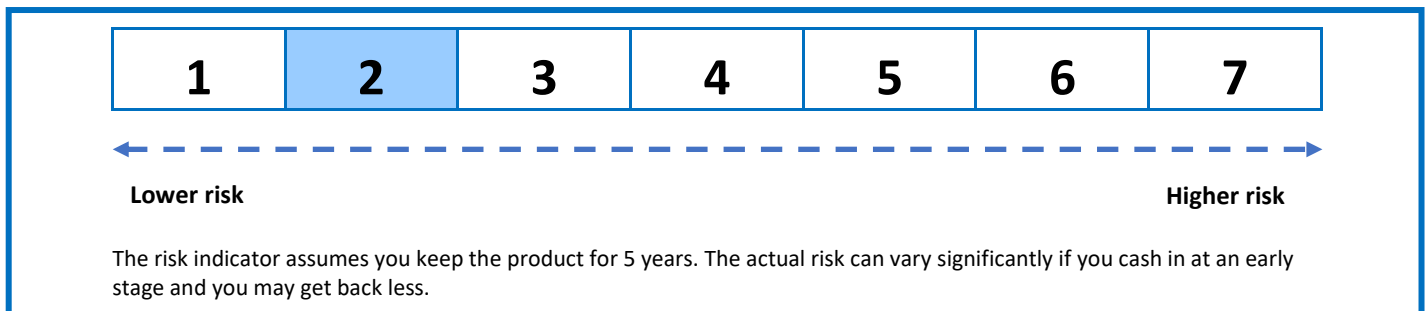 1 2 3 4 5 6 7
Lower risk Higher risk
The risk indicator assumes you keep the product for 5 years. The actual risk can vary significantly if you cash in at an early
stage and you may get back less.